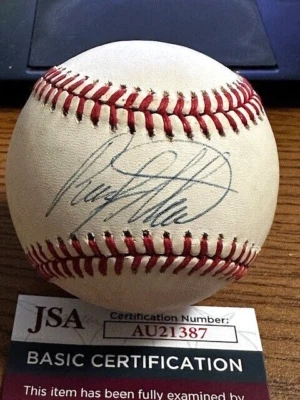 JSA
Certification Number:
AU21387
BASIC CERTIFICATION
This item has been fully examined by